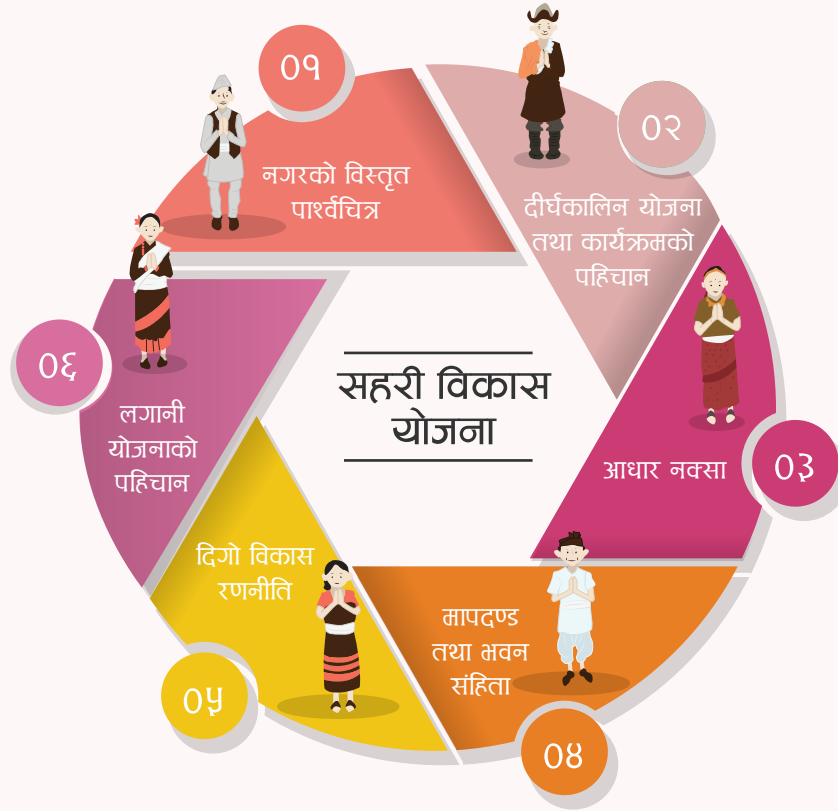 सहरी विकास
योजना
०१
नगरको विस्तृत
पार्श्वचित्र
०२
दीर्घकालिन योजना
तथा कार्यक्रमको
पहिचान
०३
आधार नक्सा
०४
मापदण्ड
तथा भवन
संहिता
०५
दिगो विकास
रणनीति
०६
लगानी
योजनाको
पहिचान